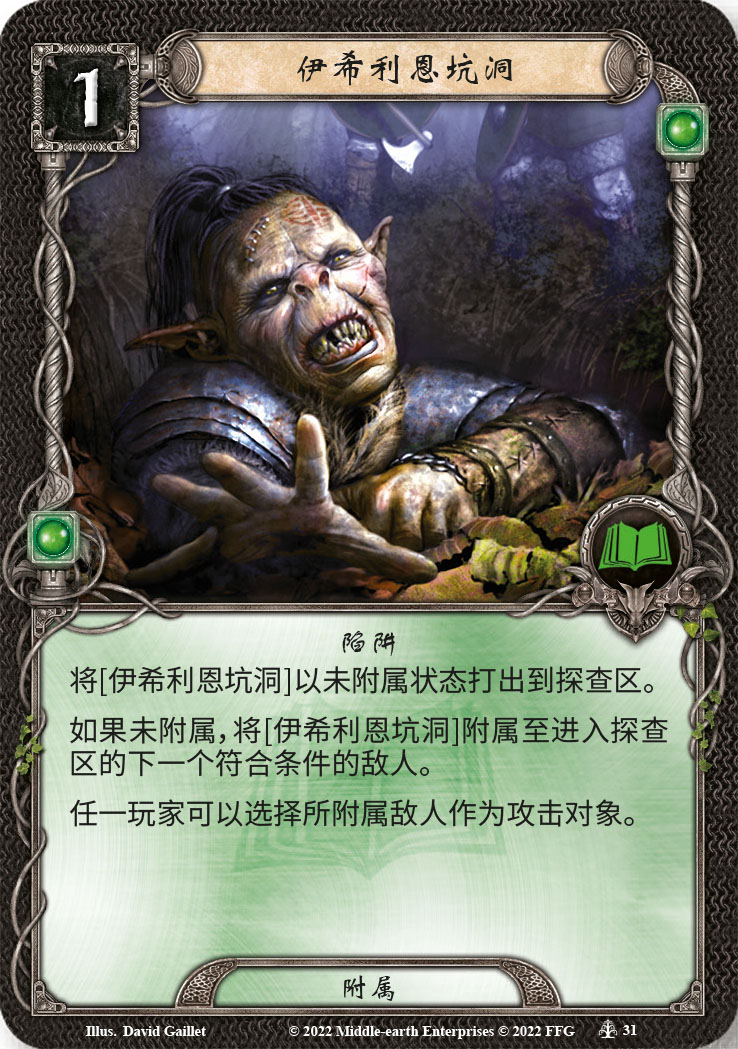 伊希利恩坑洞
1
陷阱
将[伊希利恩坑洞]以未附属状态打出到探查区。
如果未附属,将[伊希利恩坑洞]附属至进入探查
区的下一个符合条件的敌人。
任一玩家可以选择所附属敌人作为攻击对象。
附属
Illus. David Gaillet © 2022 Middle-earth Enterprises © 2022 FFG 31